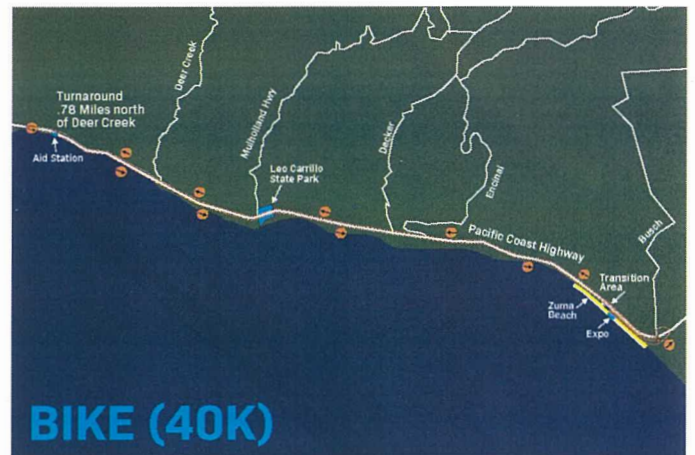 Deer Creek
Turnaround
.78 Miles north
of Deer Creek
Aid Station
Mulholland Hwy
Leo Carrillo
State Park
Decker
Encinal
Pacific Coast Highway
Busch
Transition
Area
Zuma
Beach
Expo
BIKE (40K)